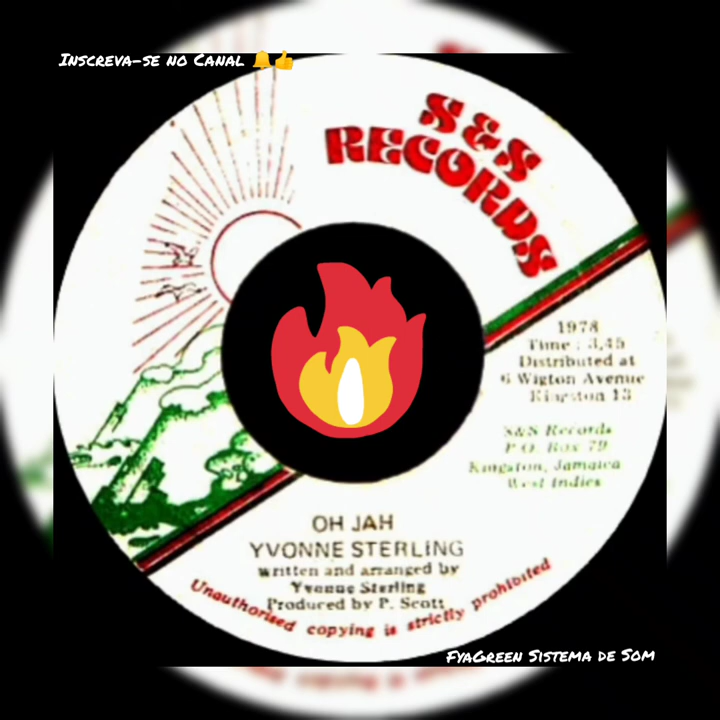 Inscreva-se no Canal 🔔👍
S&S
RECORDS
1978
Time : 3,45
Distributed at
6 Wigton Avenue
Kingston 13
S&S Records
P.O. Box 79
Kingston, Jamaica
West Indies
OH JAH
YVONNE STERLING
written and arranged by
Yvonne Sterling
Produced by P. Scott
Unauthorised copying is strictly prohibited
FyaGreen Sistema de Som